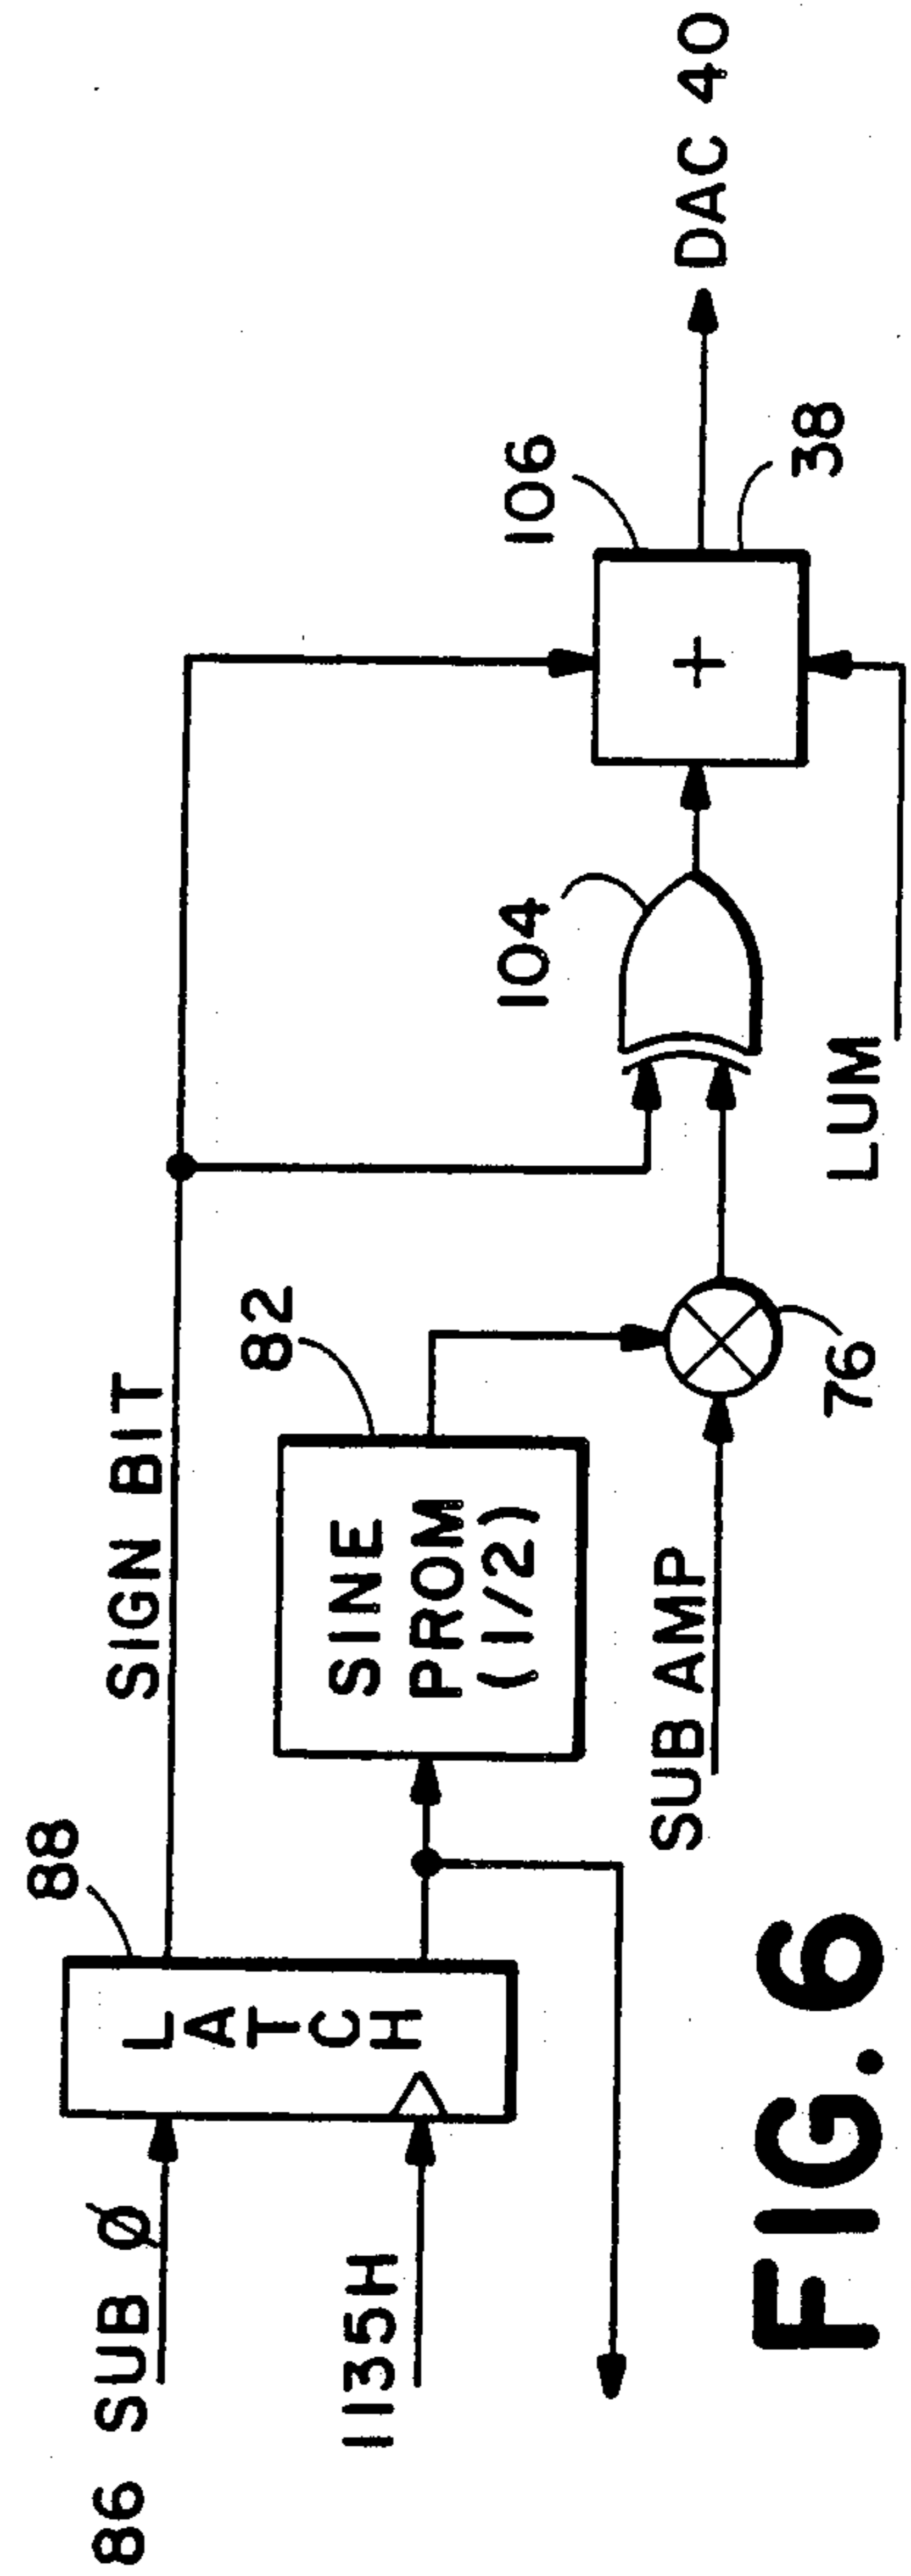 86 SUB Ø
1135H
88
LATCH
SIGN BIT
82
SINE
PROM
(1/2)
SUB AMP
76
104
LUM
106
+
38
DAC 40
FIG. 6